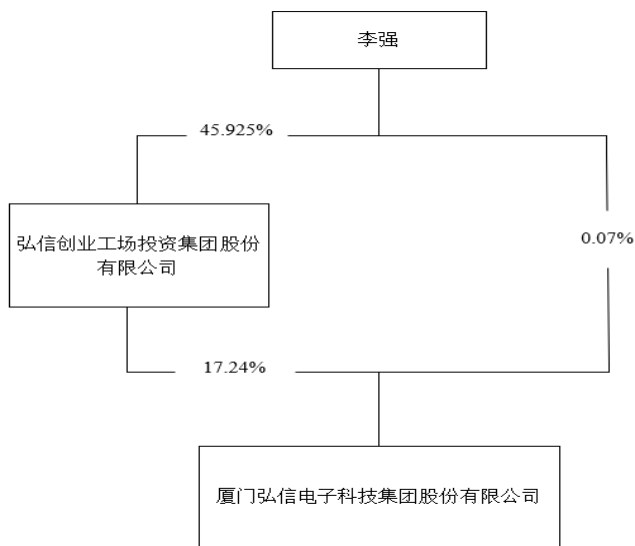 李强
45.925%
弘信创业工场投资集团股份
有限公司
0.07%
17.24%
厦门弘信电子科技集团股份有限公司